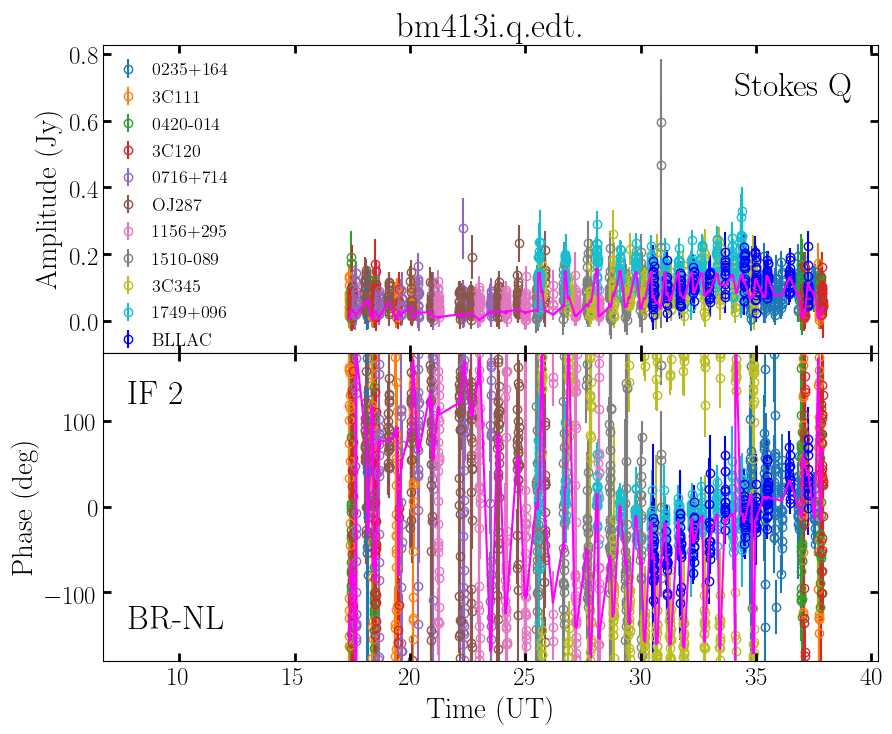 bm413i.q.edt.
Stokes Q
Amplitude (Jy)
0.8
0.6
0.4
0.2
0.0
0235+164
3C111
0420-014
3C120
0716+714
OJ287
1156+295
1510-089
3C345
1749+096
BLLAC
IF 2
BR-NL
Phase (deg)
100
0
−100
10 15 20 25 30 35 40
Time (UT)